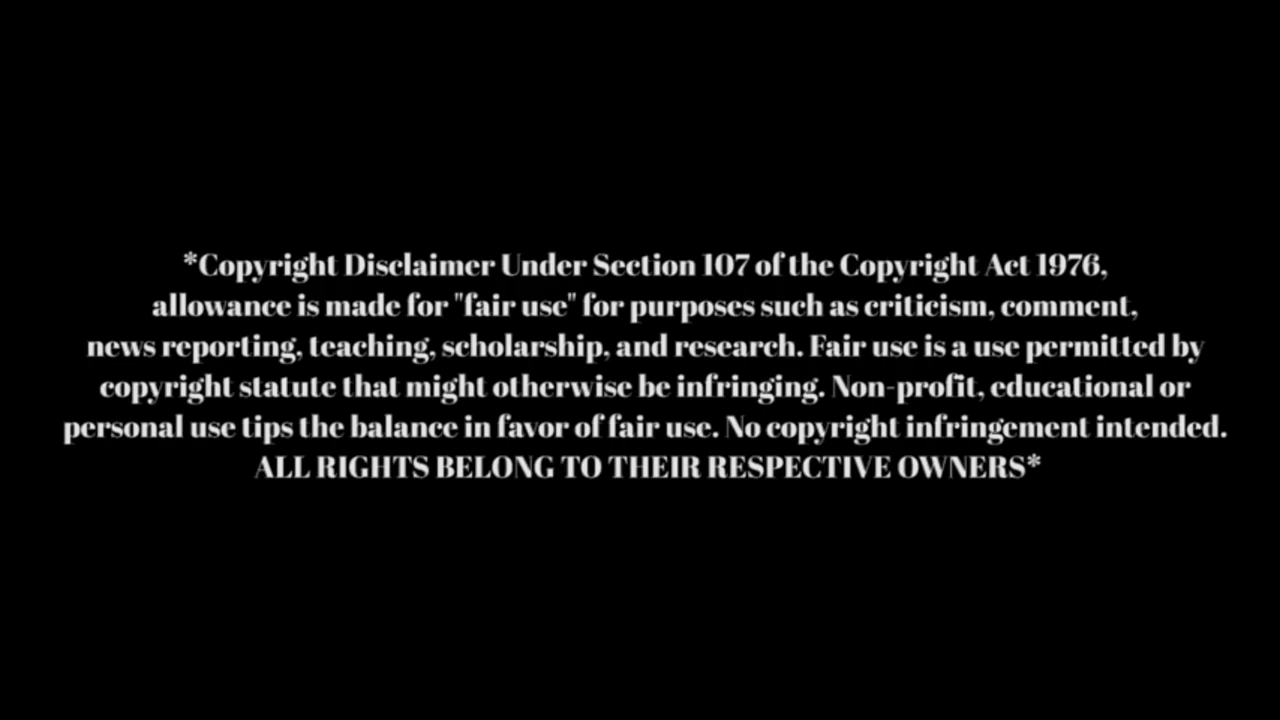 *Copyright Disclaimer Under Section 107 of the Copyright Act 1976,
allowance is made for "fair use" for purposes such as criticism, comment,
news reporting, teaching, scholarship, and research. Fair use is a use permitted by
copyright statute that might otherwise be infringing. Non-profit, educational or
personal use tips the balance in favor of fair use. No copyright infringement intended.
ALL RIGHTS BELONG TO THEIR RESPECTIVE OWNERS*